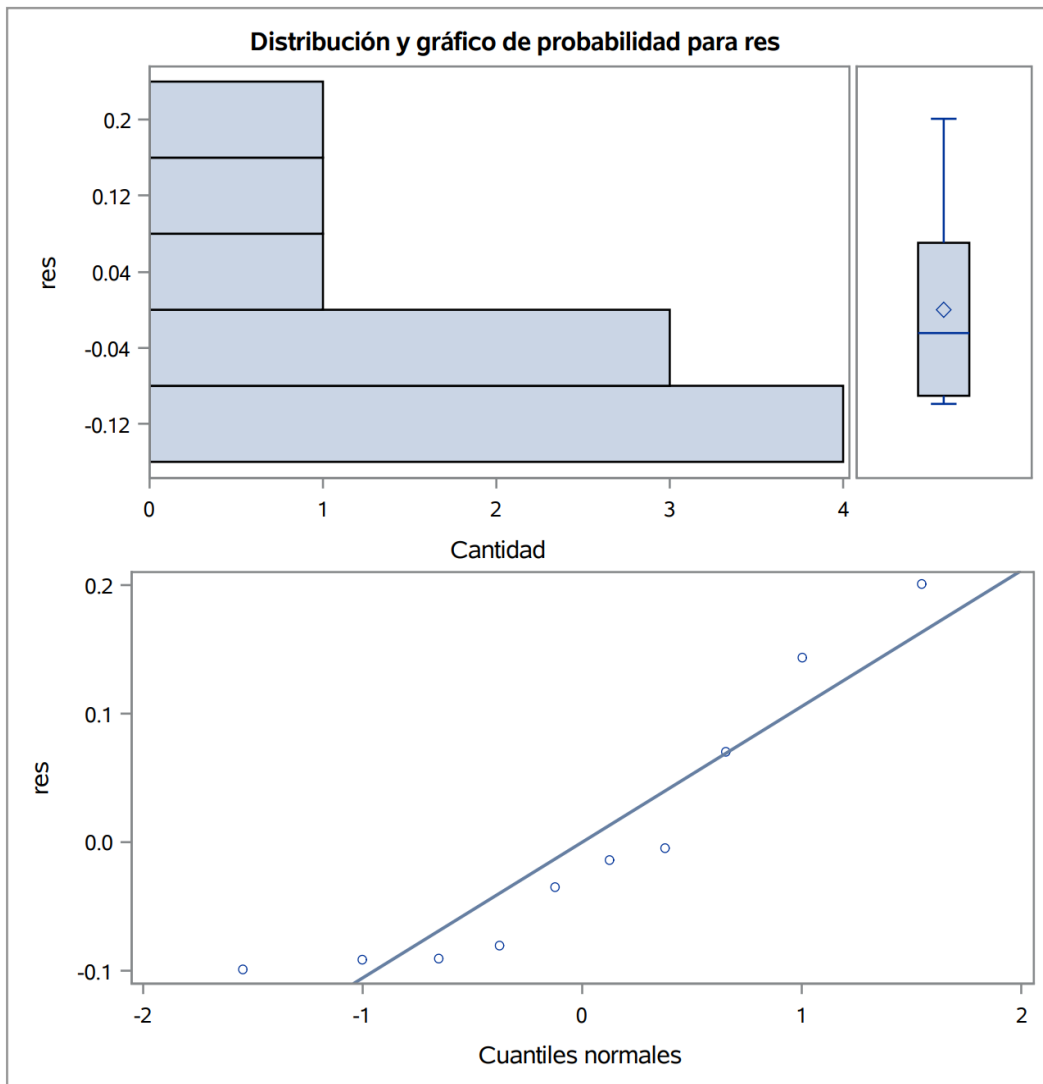 Distribución y gráfico de probabilidad para res
0.2
0.12
0.04
-0.04
-0.12
res
0 1 2 3 4
Cantidad
0.2
0.1
0.0
-0.1
res
-2 -1 0 1 2
Cuantiles normales